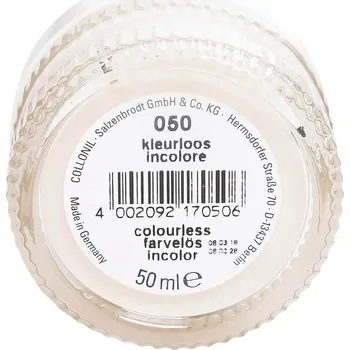 COLLONIL · Salzenbrodt GmbH & Co. KG · Hermsdorfer Straße 70 · D-13437 Berlin
Made in Germany
050
kleurloos
incolore
4 002092 170506
colourless
farvelös
incolor
50 ml e